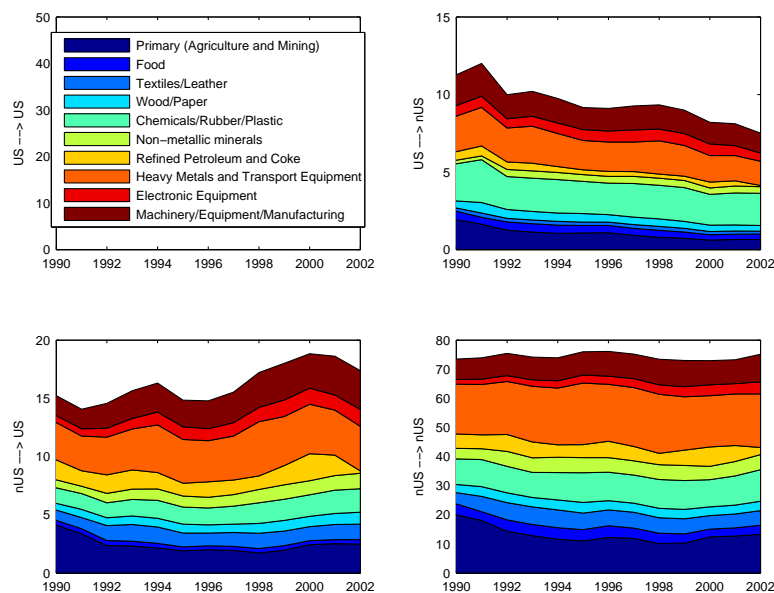 50
40
30
20
10
0
US −−> US
Primary (Agriculture and Mining)
Food
Textiles/Leather
Wood/Paper
Chemicals/Rubber/Plastic
Non−metallic minerals
Refined Petroleum and Coke
Heavy Metals and Transport Equipment
Electronic Equipment
Machinery/Equipment/Manufacturing
1990 1992 1994 1996 1998 2000 2002
15
10
5
0
US −−> nUS
1990 1992 1994 1996 1998 2000 2002
20
15
10
5
0
nUS −−> US
1990 1992 1994 1996 1998 2000 2002
80
70
60
50
40
30
20
10
0
nUS −−> nUS
1990 1992 1994 1996 1998 2000 2002